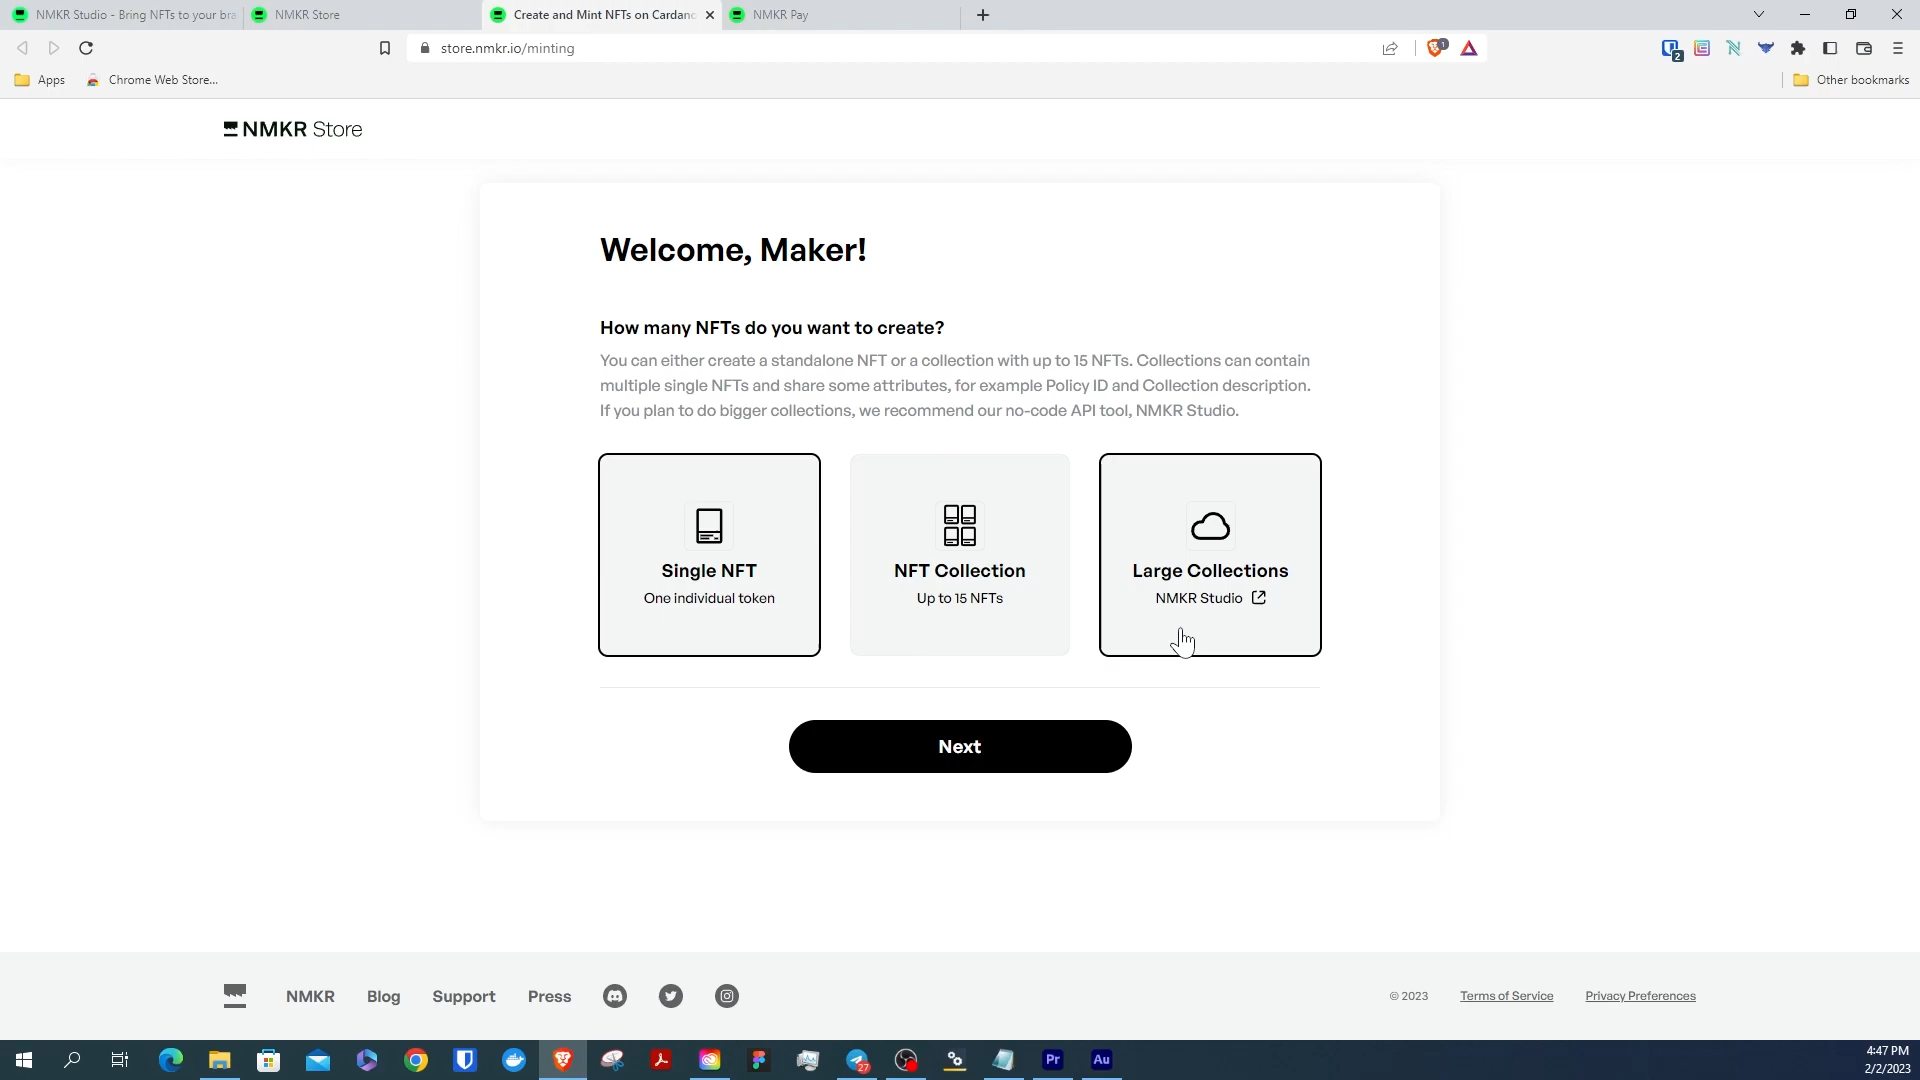 NMKR Studio - Bring NFTs to your bra
NMKR Store
Create and Mint NFTs on Cardano
NMKR Pay
store.nmkr.io/minting
1
2
Apps
Chrome Web Store...
Other bookmarks
NMKR Store
Welcome, Maker!
How many NFTs do you want to create?
You can either create a standalone NFT or a collection with up to 15 NFTs. Collections can contain
multiple single NFTs and share some attributes, for example Policy ID and Collection description.
If you plan to do bigger collections, we recommend our no-code API tool, NMKR Studio.
Single NFT
One individual token
NFT Collection
Up to 15 NFTs
Large Collections
NMKR Studio
Next
NMKR
Blog
Support
Press
© 2023
Terms of Service
Privacy Preferences
27
Pr
Au
4:47 PM
2/2/2023